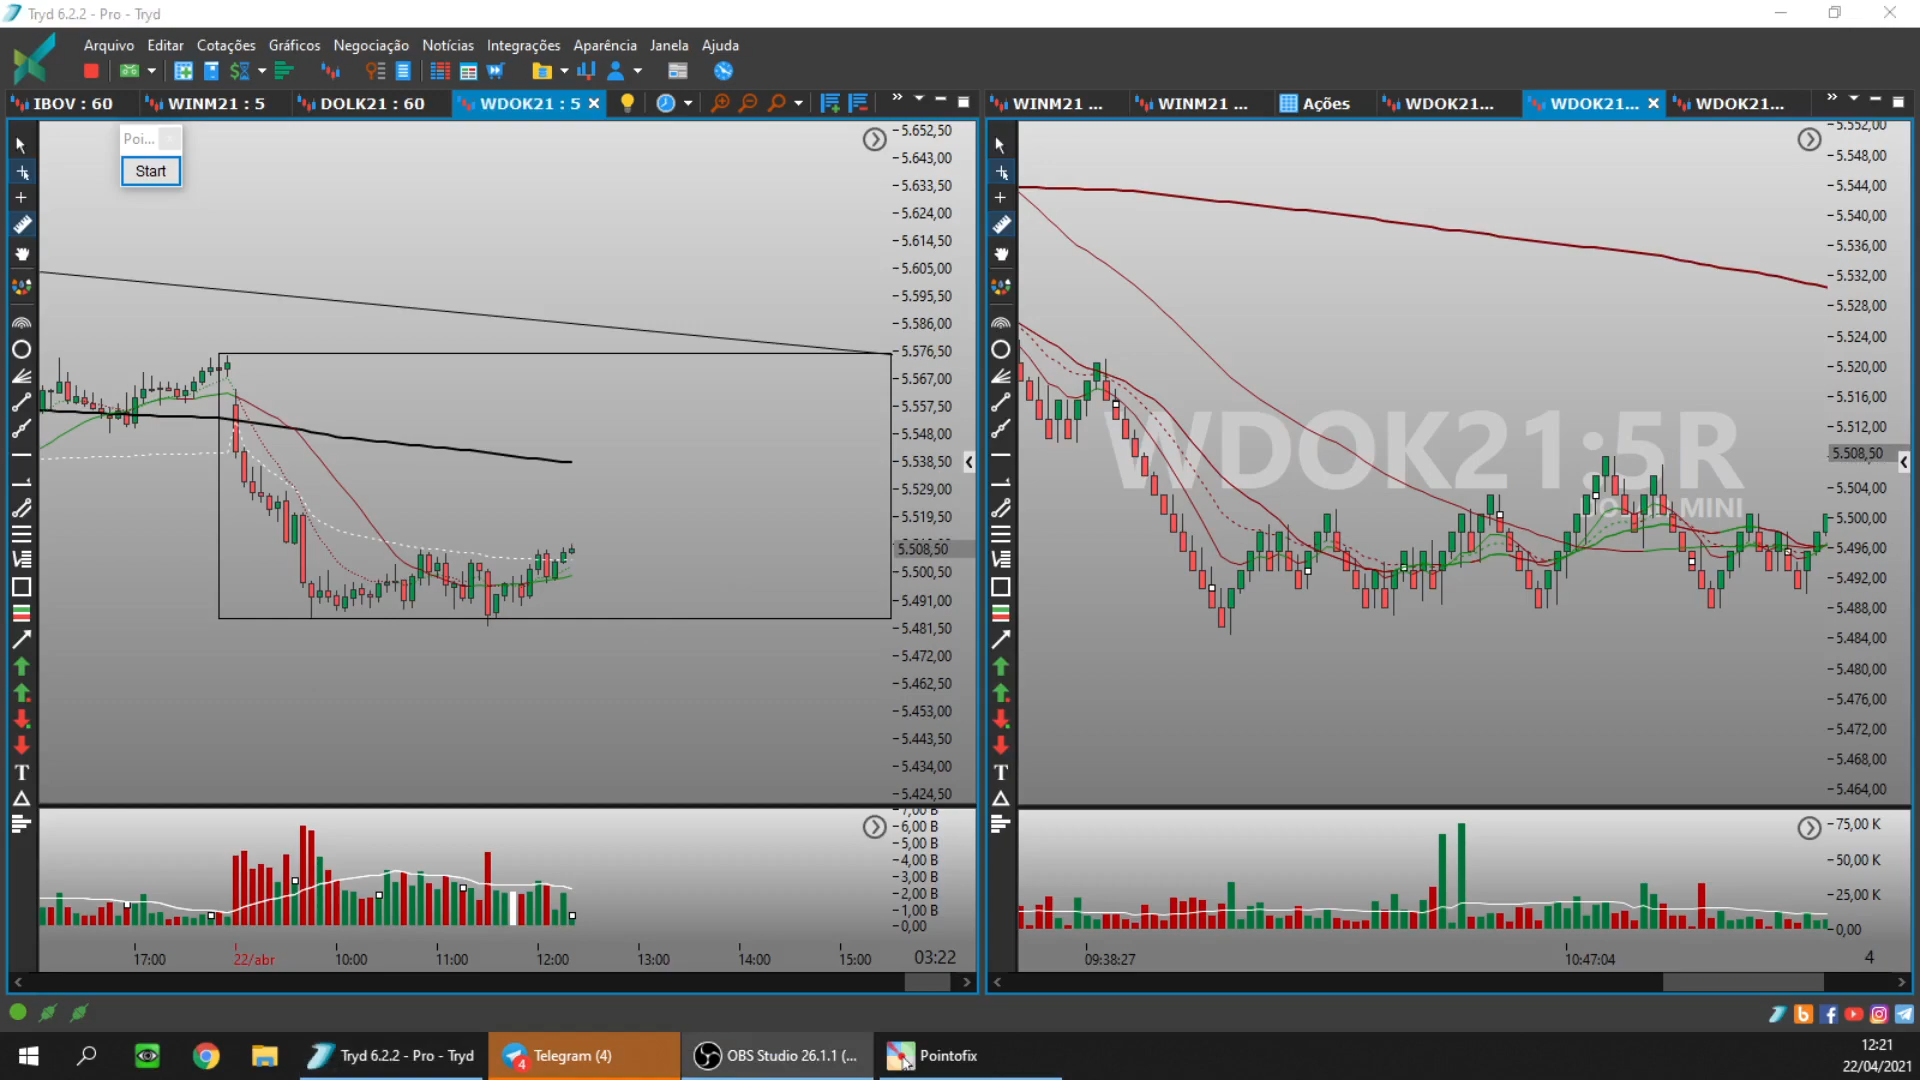 Tryd 6.2.2 - Pro - Tryd
Arquivo Editar Cotações Gráficos Negociação Notícias Integrações Aparência Janela Ajuda
IBOV : 60
WINM21 : 5
DOLK21 : 60
WDOK21 : 5
WINM21 ...
WINM21 ...
Ações
WDOK21...
WDOK21...
WDOK21...
Poi...
Start
5.652,50
5.643,00
5.633,50
5.624,00
5.614,50
5.605,00
5.595,50
5.586,00
5.576,50
5.567,00
5.557,50
5.548,00
5.538,50
5.529,00
5.519,50
5.508,50
5.500,50
5.491,00
5.481,50
5.472,00
5.462,50
5.453,00
5.443,50
5.434,00
5.424,50
7,00 B
6,00 B
5,00 B
4,00 B
3,00 B
2,00 B
1,00 B
0,00
17:00
22/abr
10:00
11:00
12:00
13:00
14:00
15:00
03:22
WDOK21:5R
MINI
5.552,00
5.548,00
5.544,00
5.540,00
5.536,00
5.532,00
5.528,00
5.524,00
5.520,00
5.516,00
5.512,00
5.508,50
5.504,00
5.500,00
5.496,00
5.492,00
5.488,00
5.484,00
5.480,00
5.476,00
5.472,00
5.468,00
5.464,00
75,00 K
50,00 K
25,00 K
0,00
09:38:27
10:47:04
4
Tryd 6.2.2 - Pro - Tryd
4
Telegram (4)
OBS Studio 26.1.1 (...
Pointofix
12:21
22/04/2021